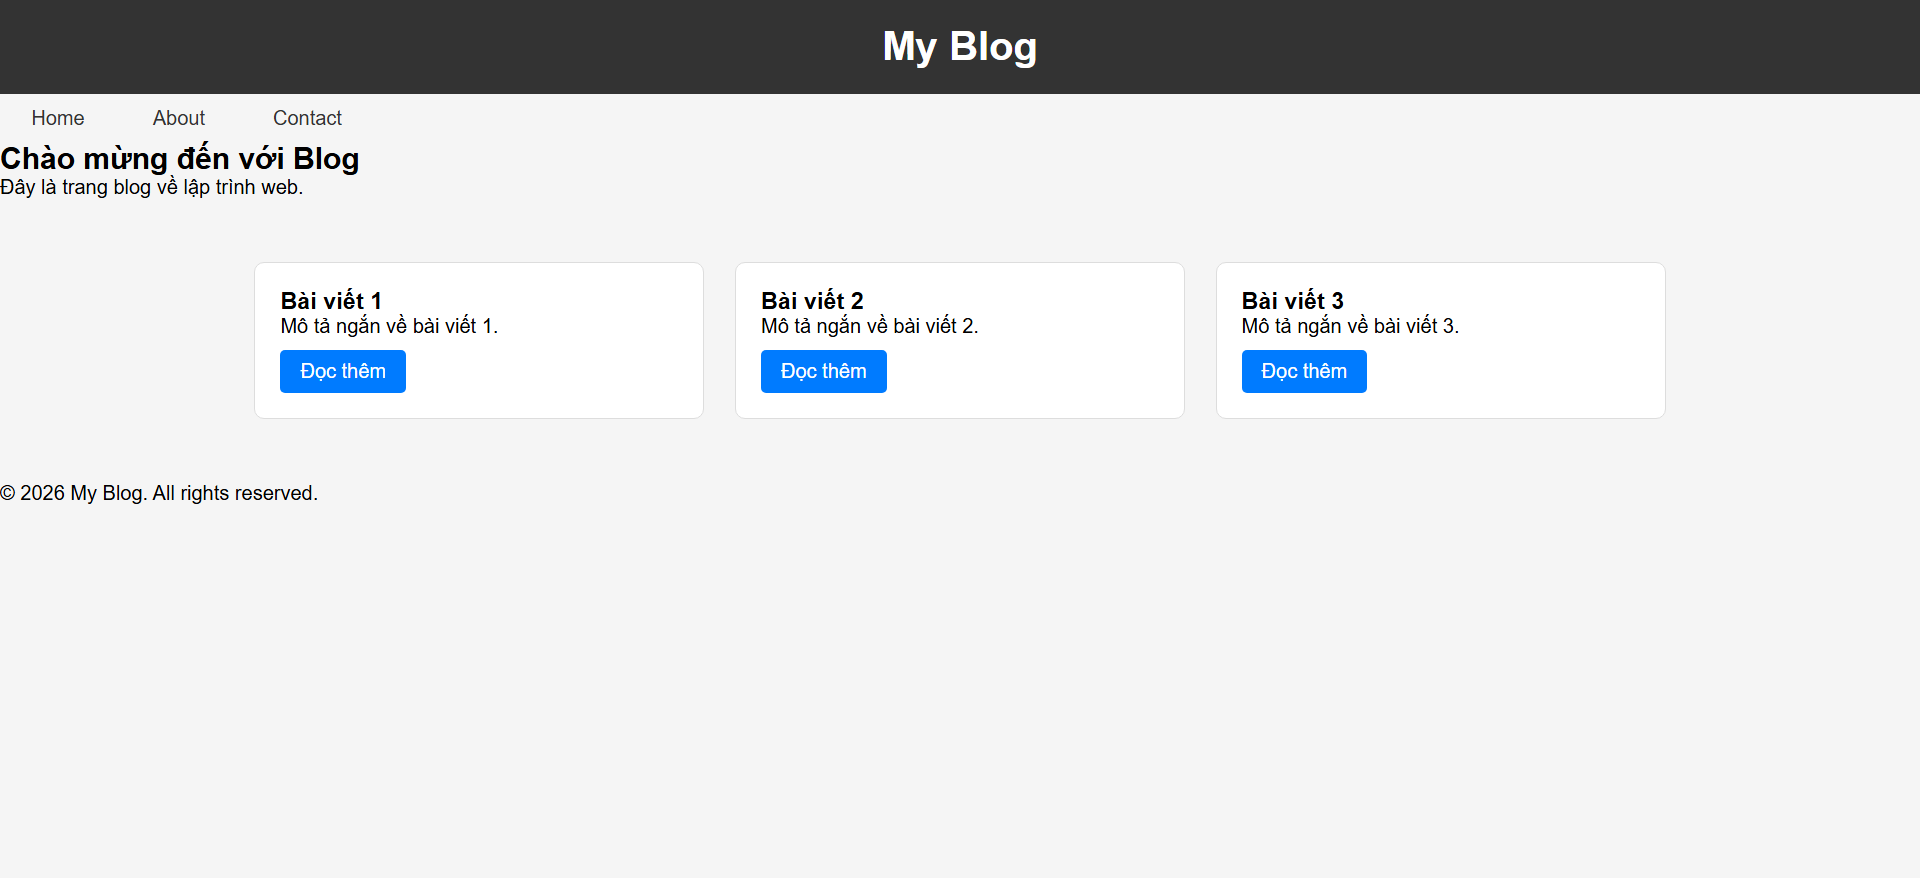 My Blog
Home About Contact
Chào mừng đến với Blog
Đây là trang blog về lập trình web.
Bài viết 1
Mô tả ngắn về bài viết 1.
Đọc thêm
Bài viết 2
Mô tả ngắn về bài viết 2.
Đọc thêm
Bài viết 3
Mô tả ngắn về bài viết 3.
Đọc thêm
© 2026 My Blog. All rights reserved.